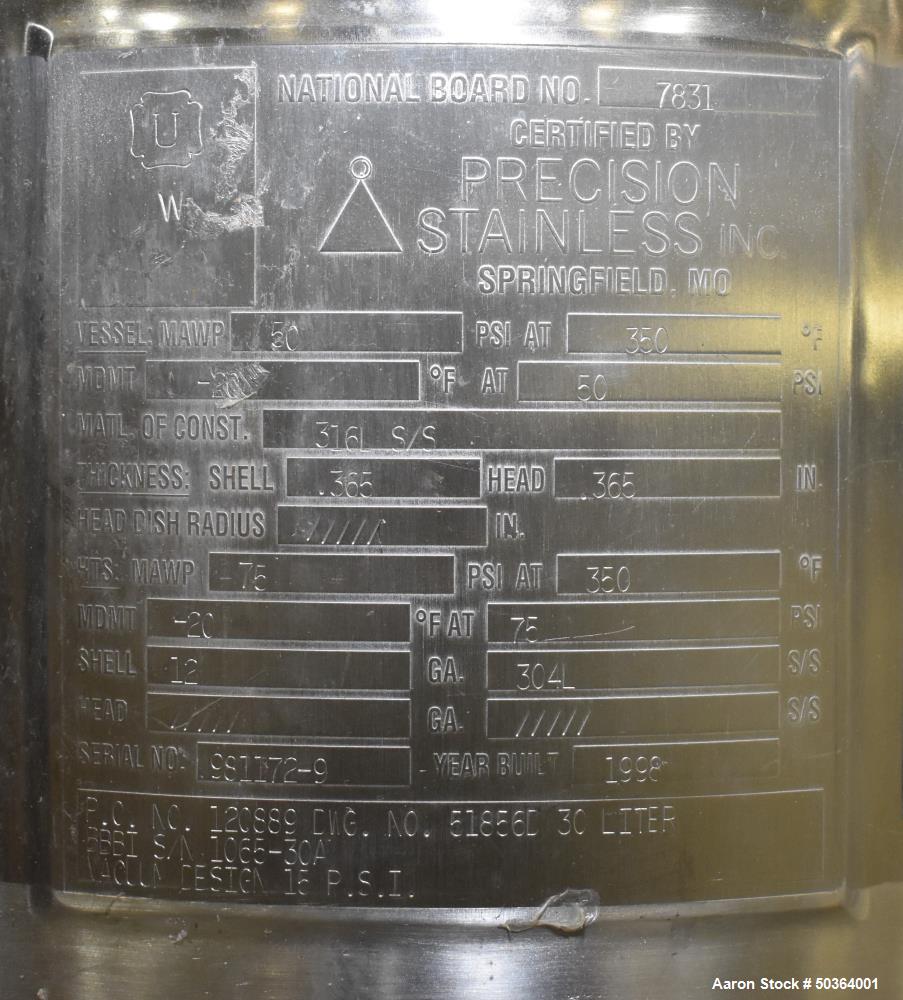 U
W
NATIONAL BOARD NO. 7831
CERTIFIED BY
PRECISION
STAINLESS INC.
SPRINGFIELD, MO
VESSEL: MAWP 50 PSI AT 350 °F
MDMT -20 °F AT 50 PSI
MATL. OF CONST. 316L S/S
THICKNESS: SHELL .365 HEAD .365 IN.
HEAD DISH RADIUS ///// IN.
HTS: MAWP 75 PSI AT 350 °F
MDMT -20 °F AT 75 PSI
SHELL 12 GA. 304L S/S
HEAD ///// GA. ///// S/S
SERIAL NO: YEAR BUILT 1998
P.O. NO. 120889 DWG. NO. 51856D 30 LITER
S/N 1065-30A
VACUUM DESIGN 15 P.S.I.
Aaron Stock # 50364001